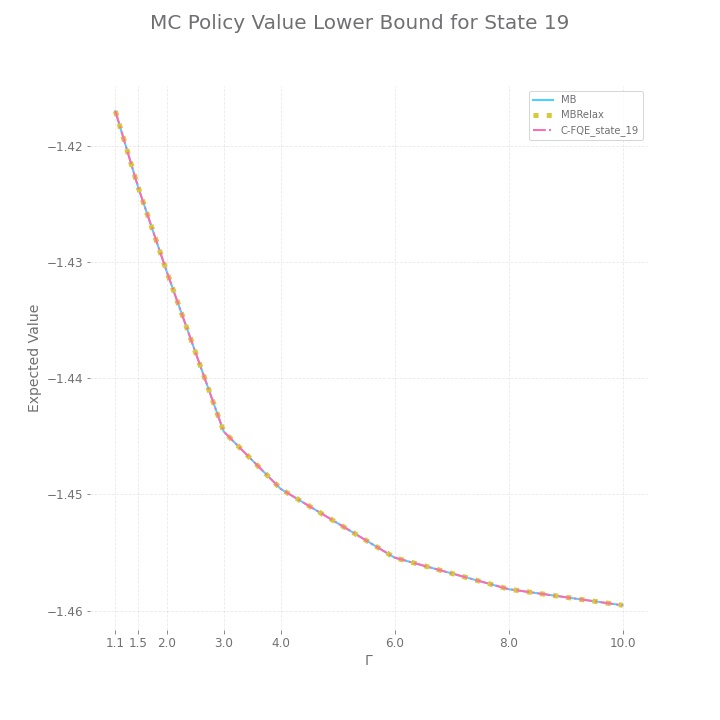 MC Policy Value Lower Bound for State 19
MB
MBRelax
C-FQE_state_19
−1.42
−1.43
−1.44
−1.45
−1.46
Expected Value
1.1 1.5 2.0 3.0 4.0 6.0 8.0 10.0
Γ